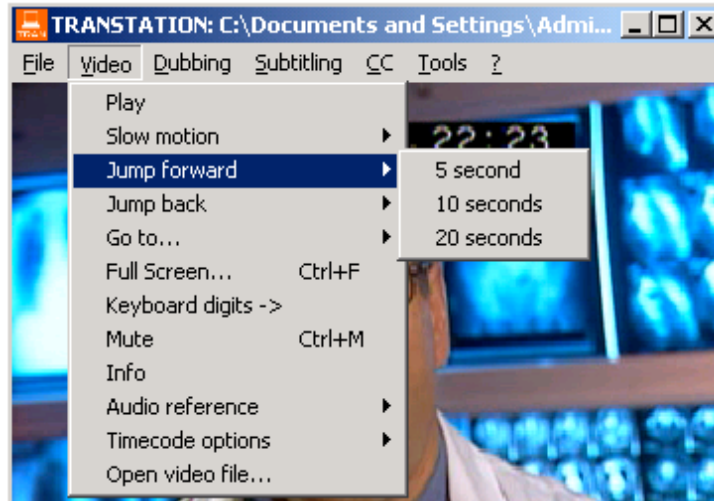 TRAN
TRANSTATION: C:\Documents and Settings\Admi...
File Video Dubbing Subtitling CC Tools ?
Play
Slow motion
22:23
Jump forward
5 second
Jump back
10 seconds
Go to...
20 seconds
Full Screen... Ctrl+F
Keyboard digits ->
Mute Ctrl+M
Info
Audio reference
Timecode options
Open video file...